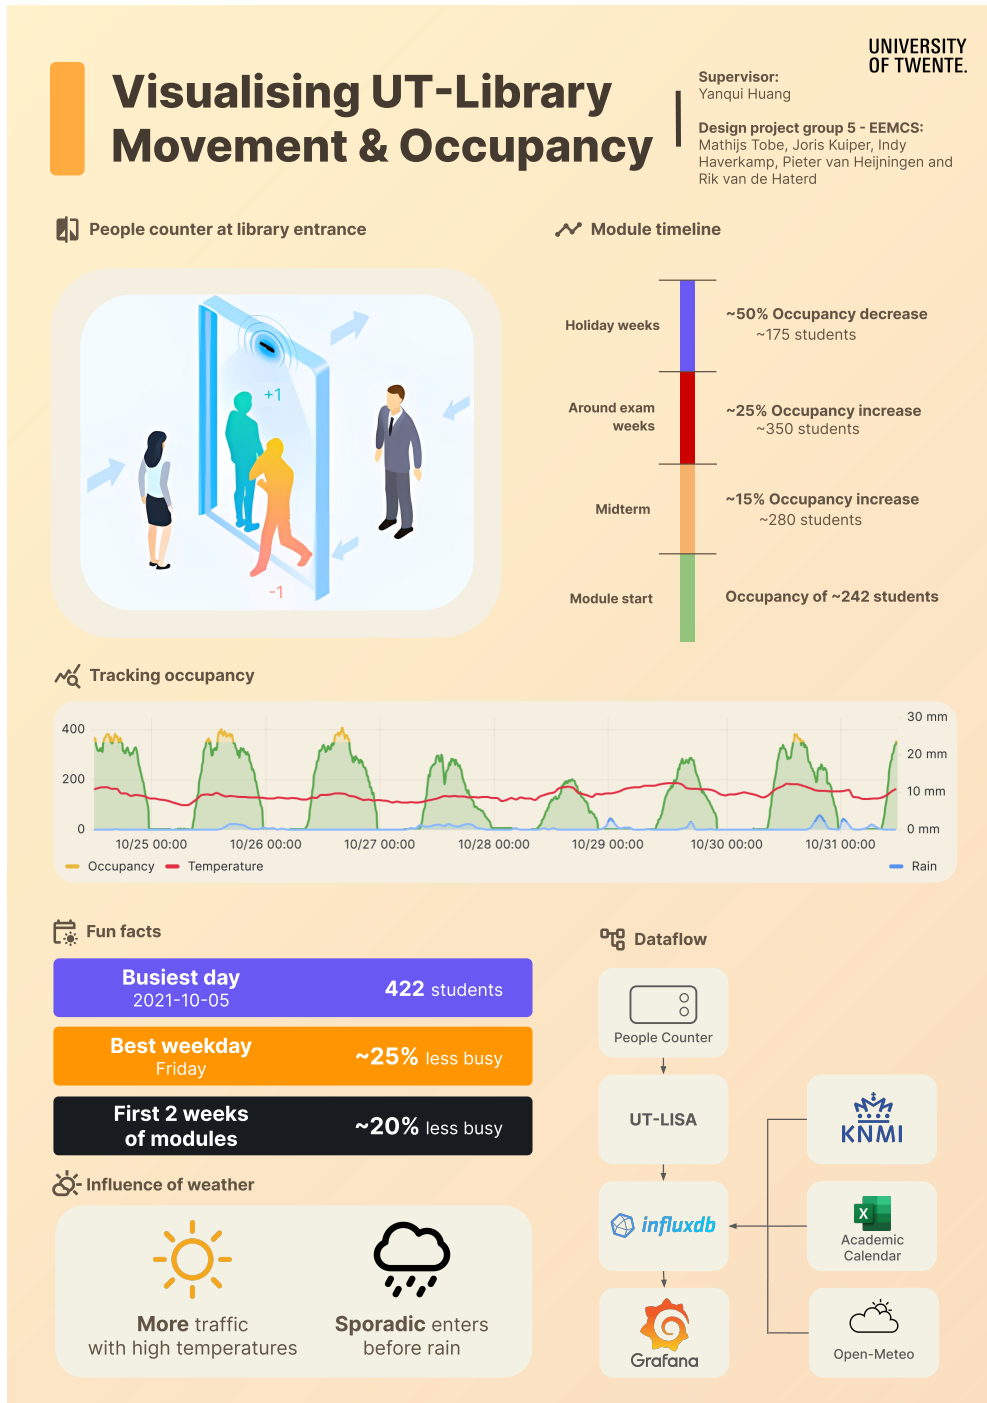 UNIVERSITY
OF TWENTE.
Visualising UT-Library
Movement & Occupancy
Supervisor:
Yanqui Huang
Design project group 5 - EEMCS:
Mathijs Tobe, Joris Kuiper, Indy
Haverkamp, Pieter van Heijningen and
Rik van de Haterd
People counter at library entrance
+1
-1
Module timeline
Holiday weeks
~50% Occupancy decrease
~175 students
Around exam
weeks
~25% Occupancy increase
~350 students
Midterm
~15% Occupancy increase
~280 students
Module start
Occupancy of ~242 students
Tracking occupancy
400
200
0
30 mm
20 mm
10 mm
0 mm
10/25 00:00
10/26 00:00
10/27 00:00
10/28 00:00
10/29 00:00
10/30 00:00
10/31 00:00
Occupancy
Temperature
Rain
Fun facts
Busiest day
2021-10-05
422 students
Best weekday
Friday
~25% less busy
First 2 weeks
of modules
~20% less busy
Influence of weather
More traffic
with high temperatures
Sporadic enters
before rain
Dataflow
People Counter
UT-LISA
influxdb
Grafana
KNMI
X
Academic
Calendar
Open-Meteo